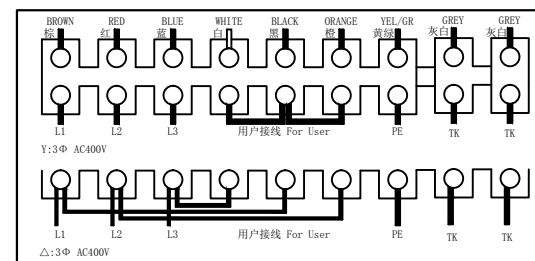 BROWN RED BLUE WHITE BLACK ORANGE YEL/GR GREY GREY
棕 红 蓝 白 黑 橙 黄绿 灰白 灰白
L1 L2 L3 用户接线 For User PE TK TK
Y:3Φ AC400V
L1 L2 L3 用户接线 For User PE TK TK
△:3Φ AC400V